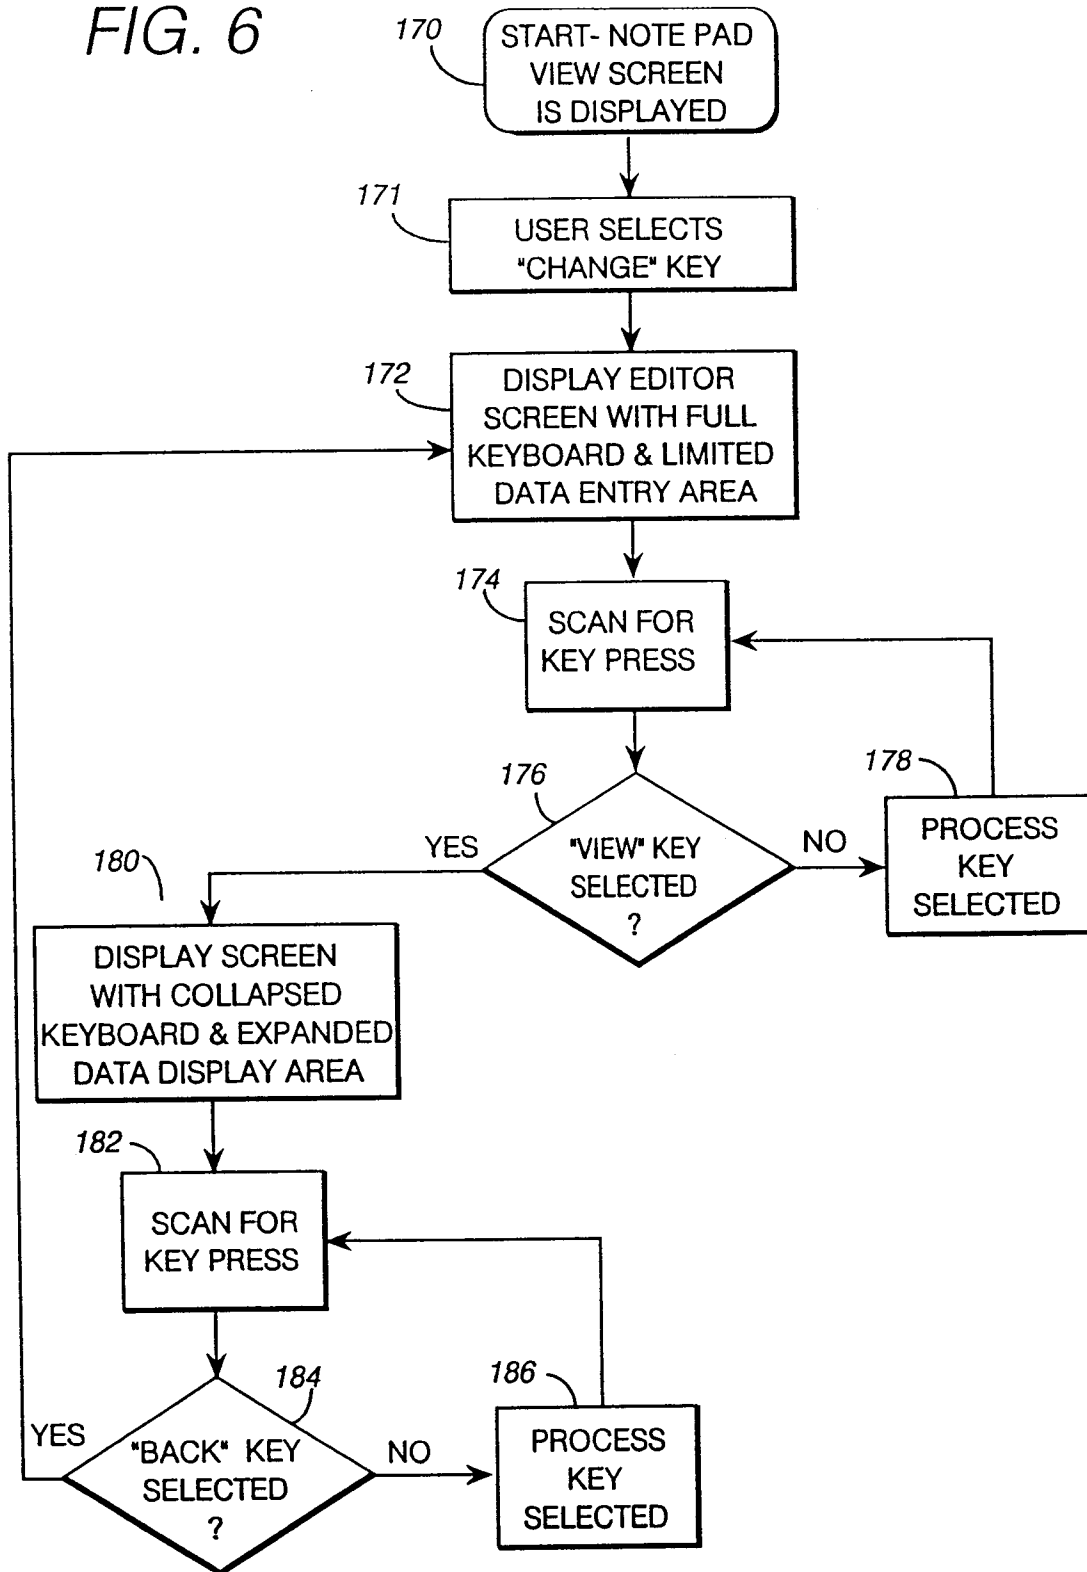 FIG. 6
170
START- NOTE PAD
VIEW SCREEN
IS DISPLAYED
171
USER SELECTS
"CHANGE" KEY
172
DISPLAY EDITOR
SCREEN WITH FULL
KEYBOARD & LIMITED
DATA ENTRY AREA
174
SCAN FOR
KEY PRESS
176
"VIEW" KEY
SELECTED
?
YES
NO
178
PROCESS
KEY
SELECTED
180
DISPLAY SCREEN
WITH COLLAPSED
KEYBOARD & EXPANDED
DATA DISPLAY AREA
182
SCAN FOR
KEY PRESS
184
"BACK" KEY
SELECTED
?
YES
NO
186
PROCESS
KEY
SELECTED